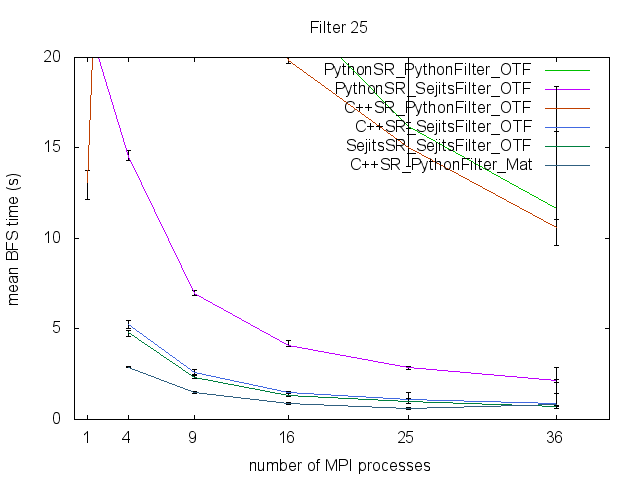 Filter 25
20
15
10
5
0
mean BFS time (s)
PythonSR_PythonFilter_OTF
PythonSR_SejitsFilter_OTF
C++SR_PythonFilter_OTF
C++SR_SejitsFilter_OTF
SejitsSR_SejitsFilter_OTF
C++SR_PythonFilter_Mat
1 4 9 16 25 36
number of MPI processes